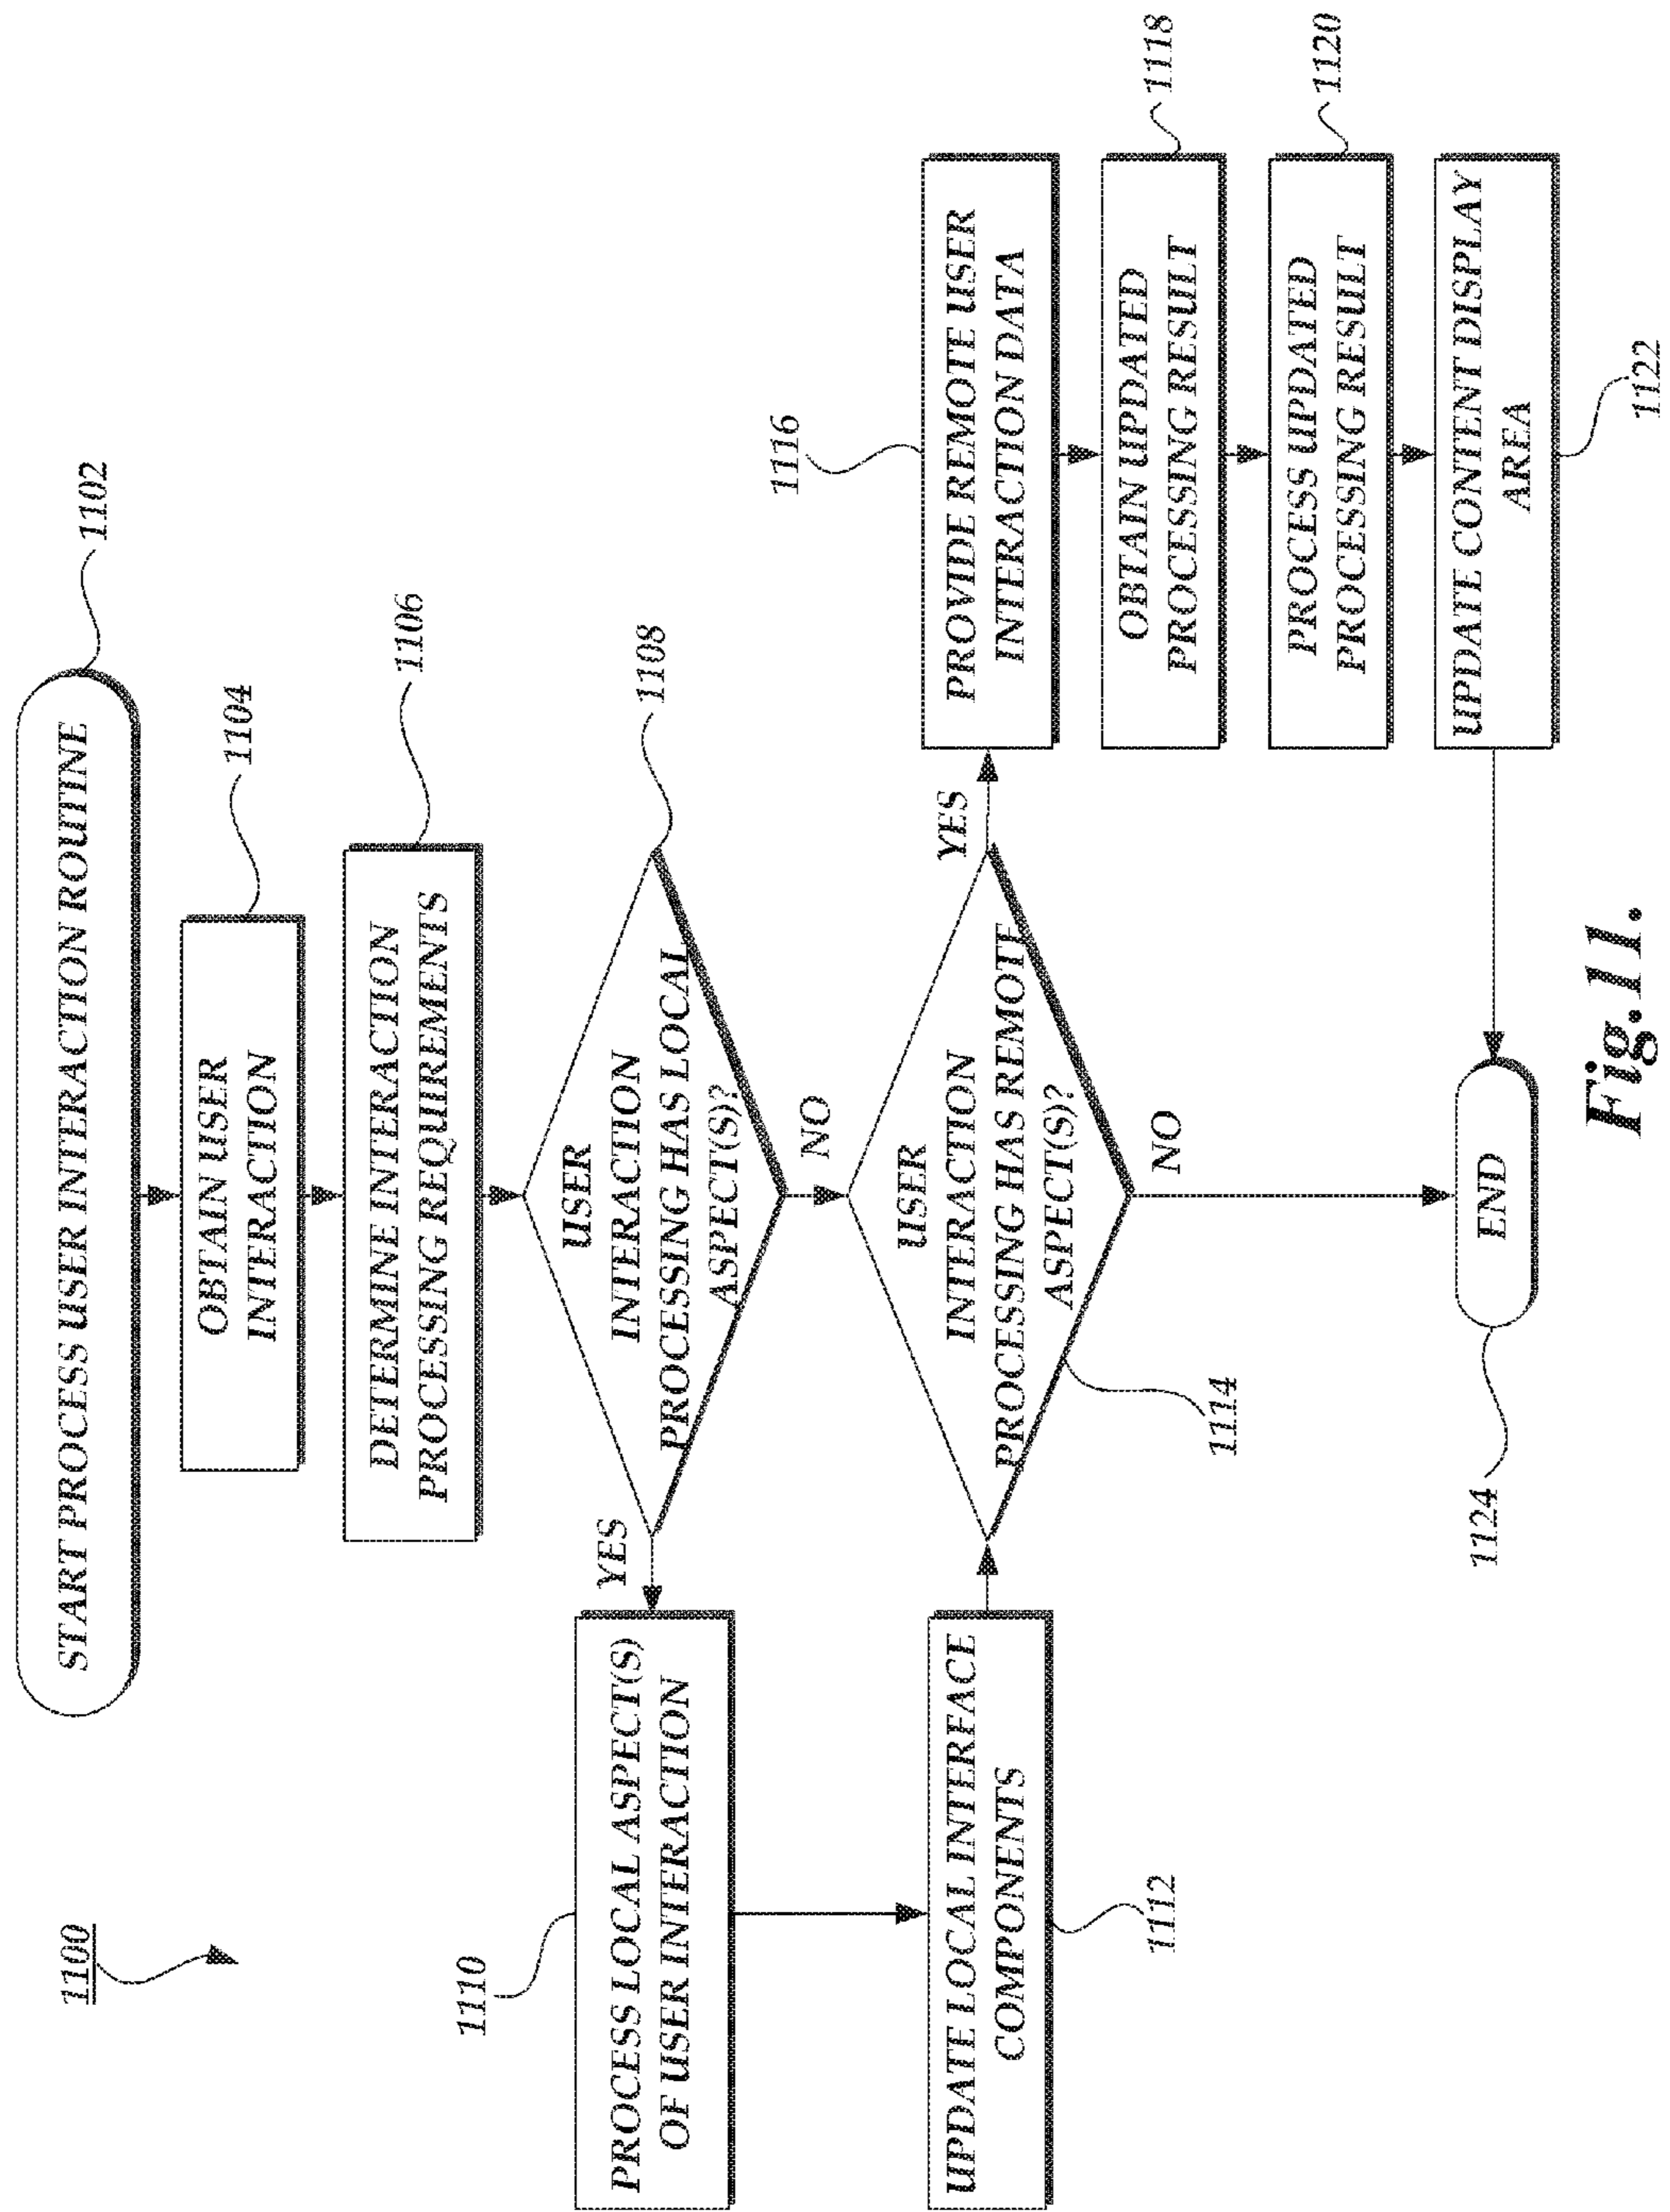 1100
START PROCESS USER INTERACTION ROUTINE
1102
OBTAIN USER
INTERACTION
1104
DETERMINE INTERACTION
PROCESSING REQUIREMENTS
1106
USER
INTERACTION
PROCESSING HAS LOCAL
ASPECT(S)?
1108
YES
NO
1110
PROCESS LOCAL ASPECT(S)
OF USER INTERACTION
UPDATE LOCAL INTERFACE
COMPONENTS
1112
USER
INTERACTION
PROCESSING HAS REMOTE
ASPECT(S)?
1114
YES
NO
1116
PROVIDE REMOTE USER
INTERACTION DATA
OBTAIN UPDATED
PROCESSING RESULT
1118
PROCESS UPDATED
PROCESSING RESULT
1120
UPDATE CONTENT DISPLAY
AREA
1122
END
1124
Fig.11.